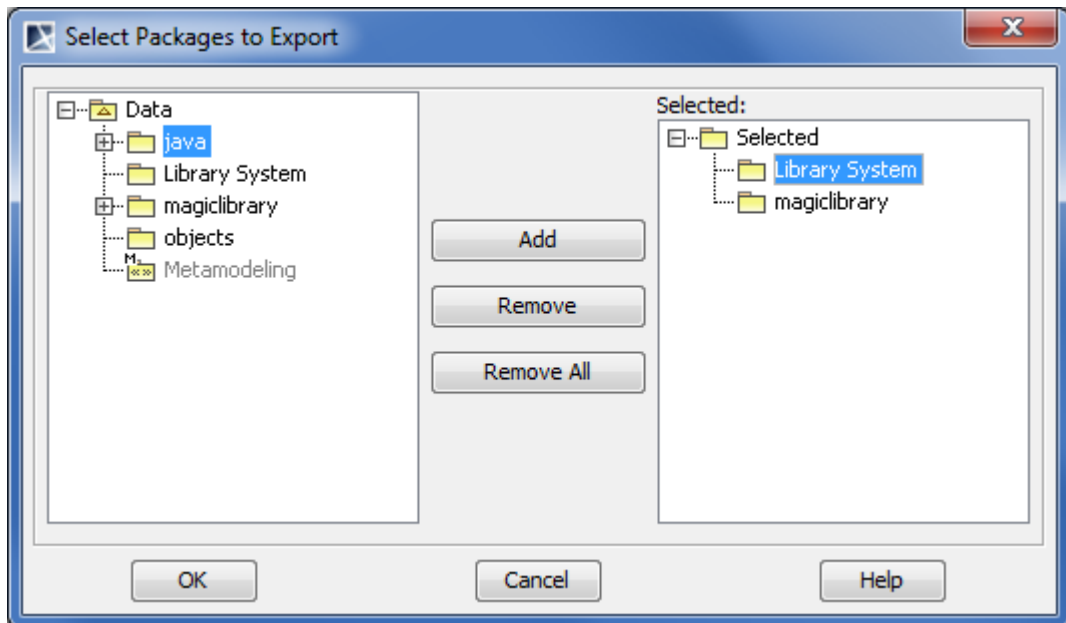 Select Packages to Export
Data
java
Library System
magiclibrary
objects
Metamodeling
Add
Remove
Remove All
Selected:
Selected
Library System
magiclibrary
OK
Cancel
Help